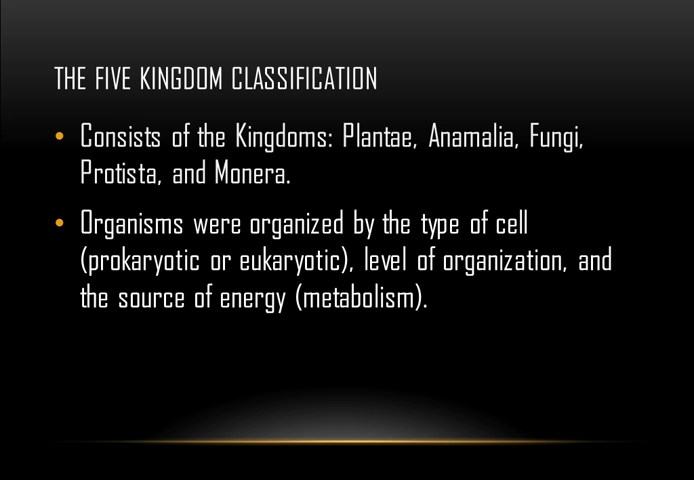 THE FIVE KINGDOM CLASSIFICATION
• Consists of the Kingdoms: Plantae, Anamalia, Fungi,
Protista, and Monera.
• Organisms were organized by the type of cell
(prokaryotic or eukaryotic), level of organization, and
the source of energy (metabolism).